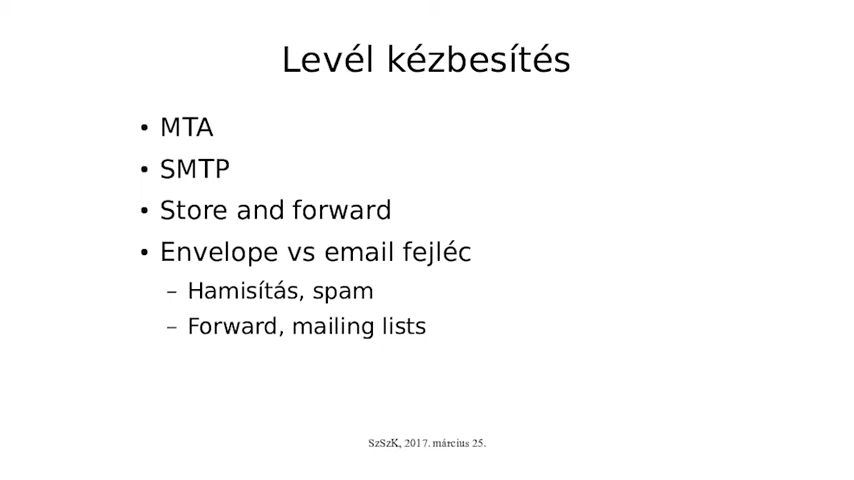 Levél kézbesítés
• MTA
• SMTP
• Store and forward
• Envelope vs email fejléc
– Hamisítás, spam
– Forward, mailing lists
SzSzK, 2017. március 25.